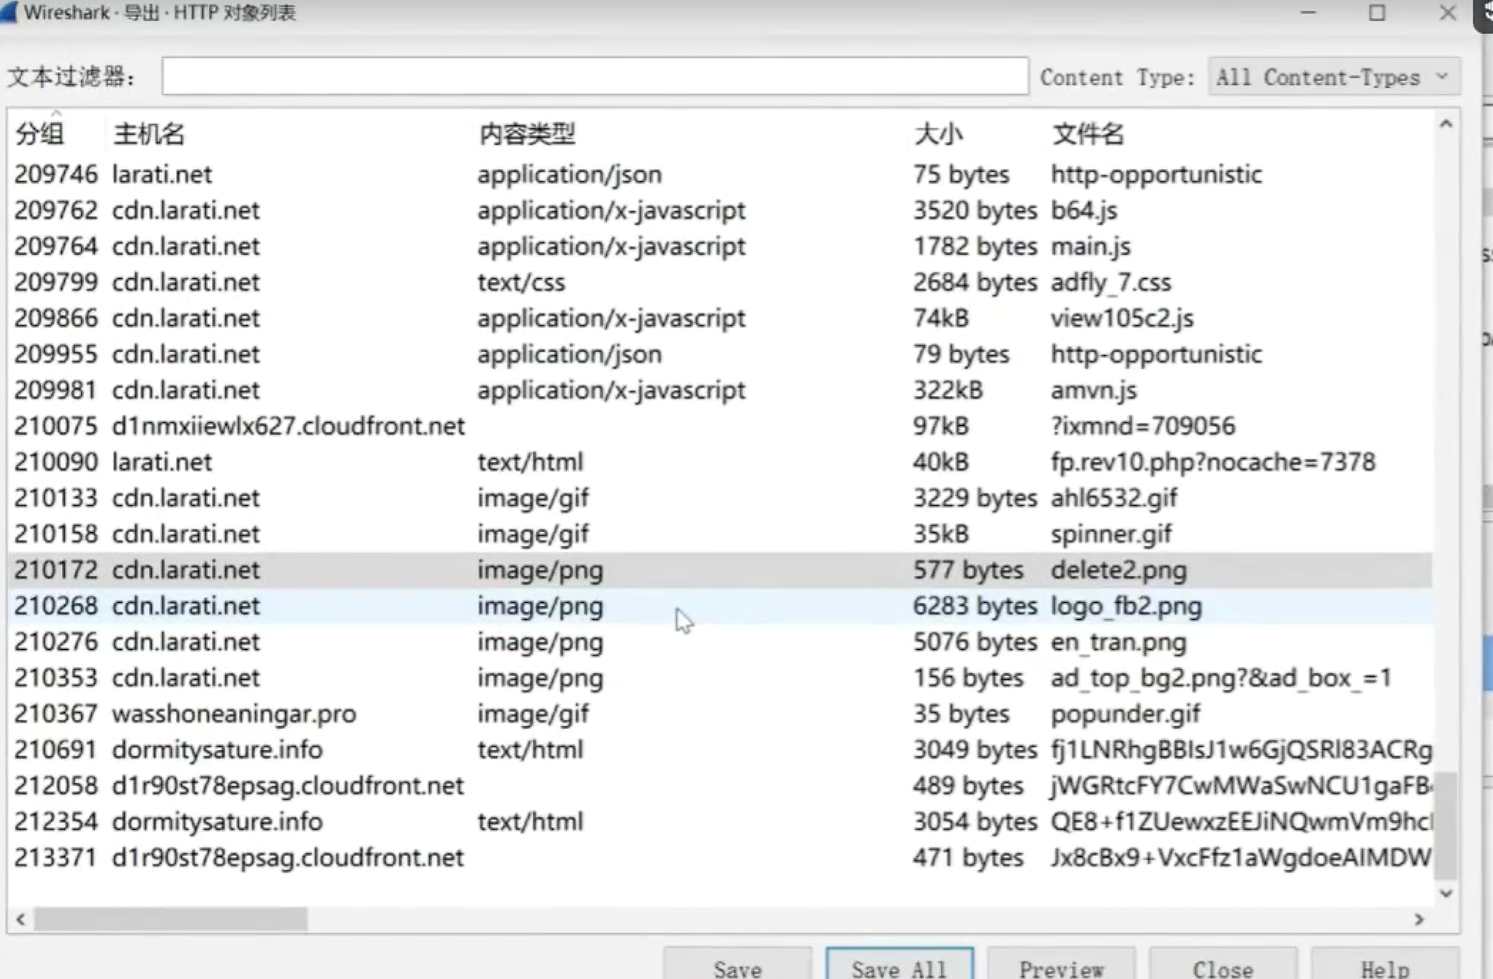 Wireshark · 导出 · HTTP 对象列表
文本过滤器: Content Type: All Content-Types
分组 主机名 内容类型 大小 文件名
209746 larati.net application/json 75 bytes http-opportunistic
209762 cdn.larati.net application/x-javascript 3520 bytes b64.js
209764 cdn.larati.net application/x-javascript 1782 bytes main.js
209799 cdn.larati.net text/css 2684 bytes adfly_7.css
209866 cdn.larati.net application/x-javascript 74kB view105c2.js
209955 cdn.larati.net application/json 79 bytes http-opportunistic
209981 cdn.larati.net application/x-javascript 322kB amvn.js
210075 d1nmxiiewlx627.cloudfront.net 97kB ?ixmnd=709056
210090 larati.net text/html 40kB fp.rev10.php?nocache=7378
210133 cdn.larati.net image/gif 3229 bytes ahl6532.gif
210158 cdn.larati.net image/gif 35kB spinner.gif
210172 cdn.larati.net image/png 577 bytes delete2.png
210268 cdn.larati.net image/png 6283 bytes logo_fb2.png
210276 cdn.larati.net image/png 5076 bytes en_tran.png
210353 cdn.larati.net image/png 156 bytes ad_top_bg2.png?&ad_box_=1
210367 wasshoneaningar.pro image/gif 35 bytes popunder.gif
210691 dormitysature.info text/html 3049 bytes fj1LNRhgBBIsJ1w6GjQSRl83ACRg
212058 d1r90st78epsag.cloudfront.net 489 bytes jWGRtcFY7CwMWaSwNCU1gaFB
212354 dormitysature.info text/html 3054 bytes QE8+f1ZUewxzEEJiNQwmVm9hc
213371 d1r90st78epsag.cloudfront.net 471 bytes Jx8cBx9+VxcFfz1aWgdoeAIMDW
Save Save All Preview Close Help